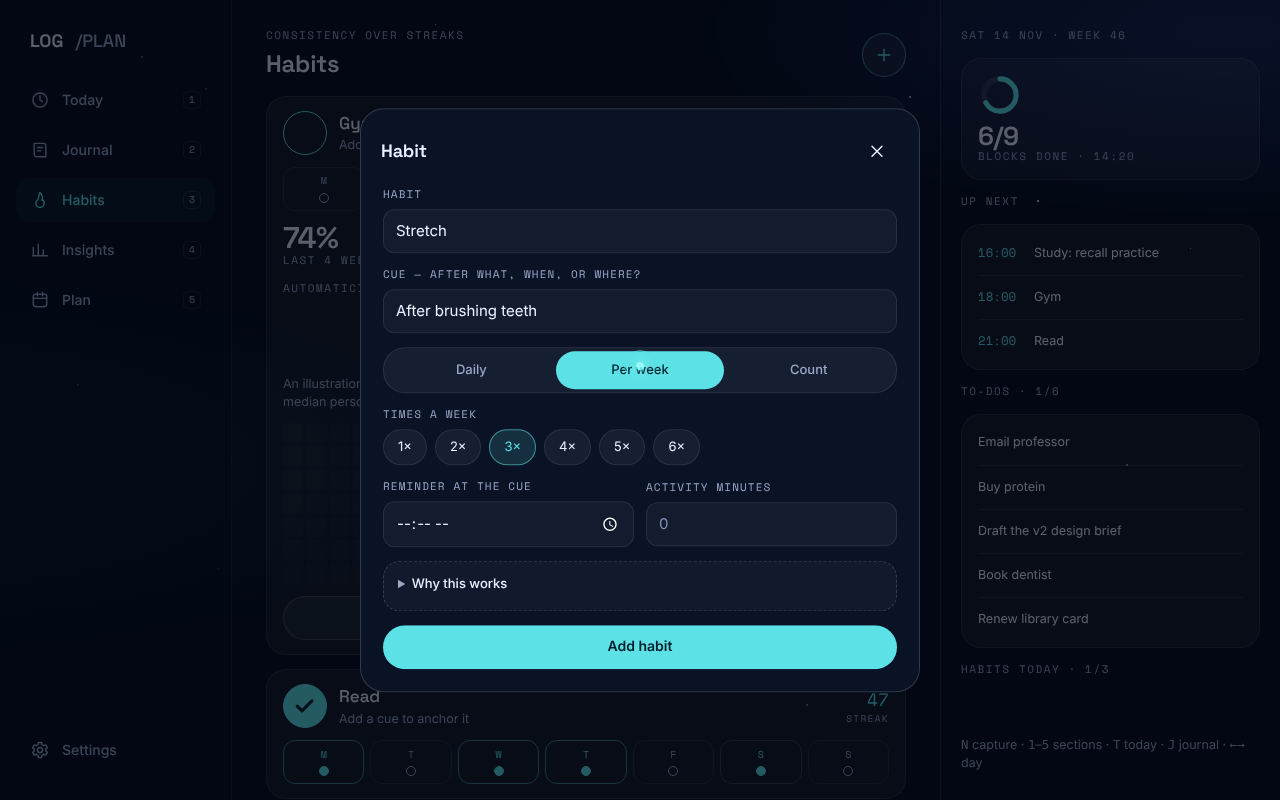 LOG /PLAN
Today 1
Journal 2
Habits 3
Insights 4
Plan 5
Settings
CONSISTENCY OVER STREAKS
Habits
Gy
Add
M
74%
LAST 4 WEE
AUTOMATICI
An illustration
median perso
Habit
HABIT
Stretch
CUE — AFTER WHAT, WHEN, OR WHERE?
After brushing teeth
Daily Per week Count
TIMES A WEEK
1× 2× 3× 4× 5× 6×
REMINDER AT THE CUE ACTIVITY MINUTES
--:-- -- 0
Why this works
Add habit
Read
Add a cue to anchor it
47
STREAK
M T W T F S S
SAT 14 NOV · WEEK 46
6/9
BLOCKS DONE · 14:20
UP NEXT
16:00 Study: recall practice
18:00 Gym
21:00 Read
TO-DOS · 1/6
Email professor
Buy protein
Draft the v2 design brief
Book dentist
Renew library card
HABITS TODAY · 1/3
N capture · 1–5 sections · T today · J journal · ←→
day